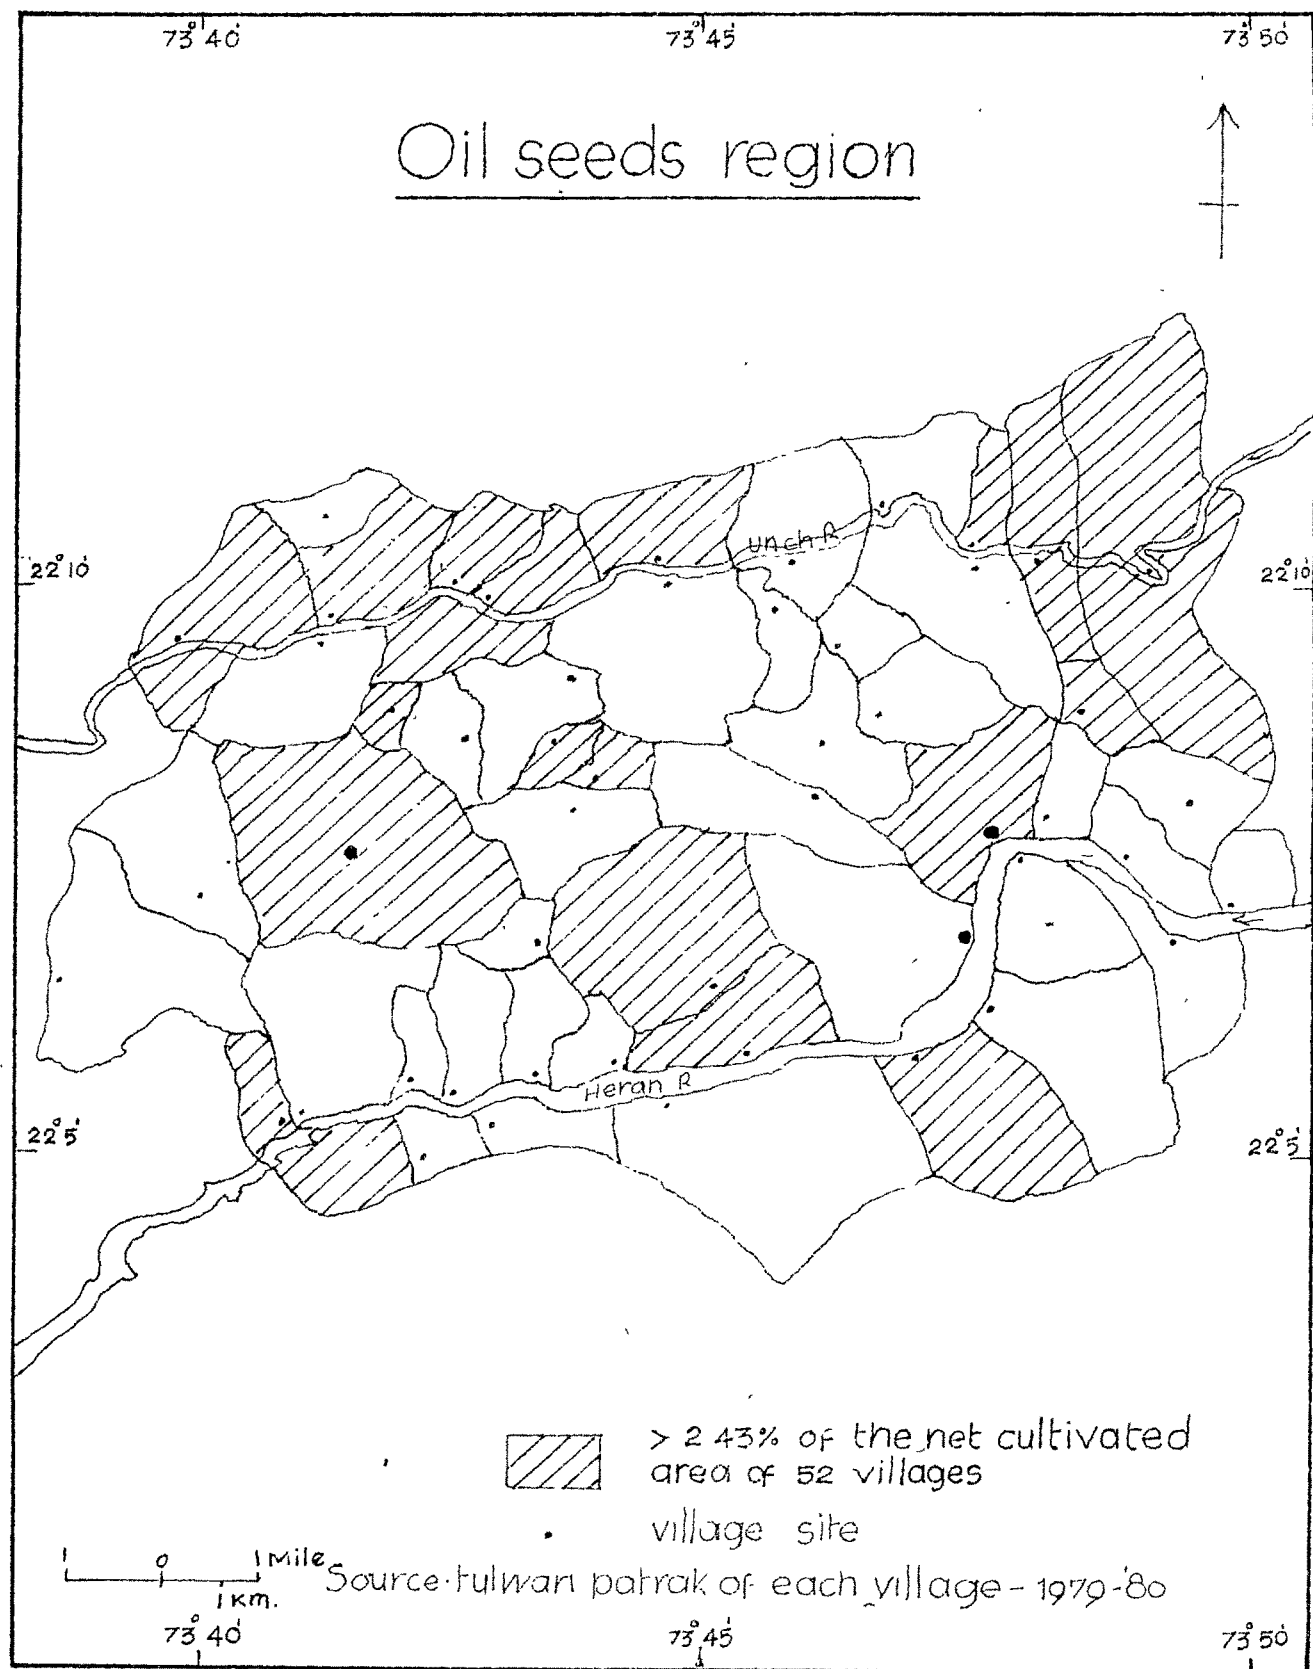 73°40'
73°45'
73°50'
Oil seeds region
Unch R
22°10'
22°10'
Heran R
22°5'
22°5'
> 2 43% of the net cultivated
area of 52 villages
village site
1 0 1 Mile
1 Km.
Source·tulwari patrak of each village - 1979-'80
73°40'
73°45'
73°50'